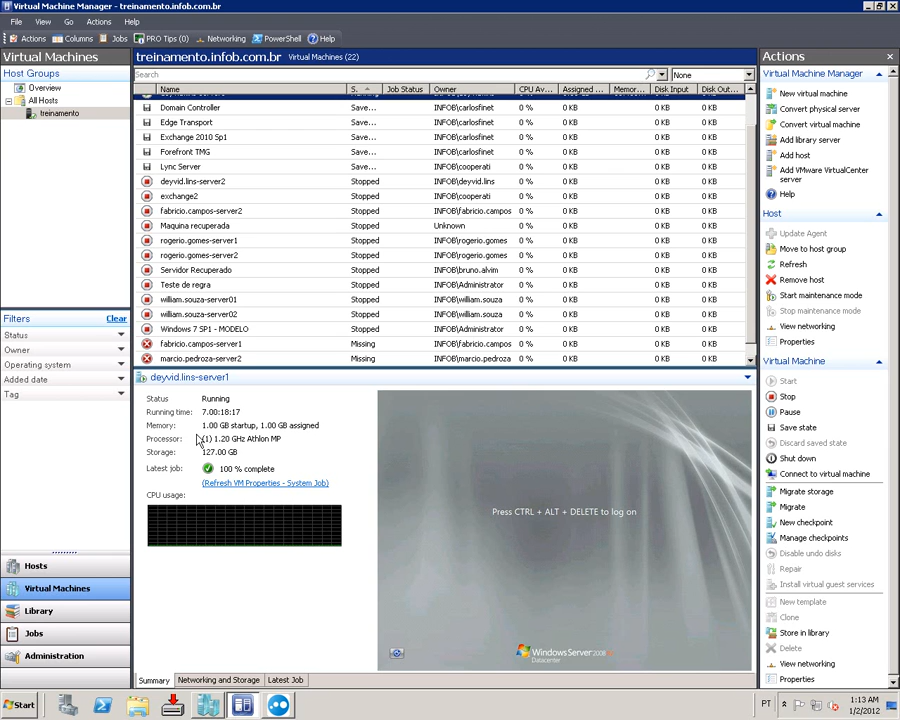 Virtual Machine Manager - treinamento.infob.com.br
File View Go Actions Help
Actions Columns Jobs PRO Tips (0) Networking PowerShell Help
Virtual Machines
Host Groups
Overview
All Hosts
treinamento
Filters Clear
Status
Owner
Operating system
Added date
Tag
Hosts
Virtual Machines
Library
Jobs
Administration
treinamento.infob.com.br Virtual Machines (22)
Search None
Name S... Job Status Owner CPU Av... Assigned ... Memor... Disk Input Disk Out...
Domain Controller Save... INFOB\carlosfinet 0 % 0 KB 0 KB 0 KB
Edge Transport Save... INFOB\carlosfinet 0 % 0 KB 0 KB 0 KB
Exchange 2010 Sp1 Save... INFOB\carlosfinet 0 % 0 KB 0 KB 0 KB
Forefront TMG Save... INFOB\carlosfinet 0 % 0 KB 0 KB 0 KB
Lync Server Save... INFOB\cooperati 0 % 0 KB 0 KB 0 KB
deyvid.lins-server2 Stopped INFOB\deyvid.lins 0 % 0 KB 0 KB 0 KB
exchange2 Stopped INFOB\cooperati 0 % 0 KB 0 KB 0 KB
fabricio.campos-server2 Stopped INFOB\fabricio.campos 0 % 0 KB 0 KB 0 KB
Maquina recuperada Stopped Unknown 0 % 0 KB 0 KB 0 KB
rogerio.gomes-server1 Stopped INFOB\rogerio.gomes 0 % 0 KB 0 KB 0 KB
rogerio.gomes-server2 Stopped INFOB\rogerio.gomes 0 % 0 KB 0 KB 0 KB
Servidor Recuperado Stopped INFOB\bruno.alvim 0 % 0 KB 0 KB 0 KB
Teste de regra Stopped INFOB\Administrator 0 % 0 KB 0 KB 0 KB
william.souza-server01 Stopped INFOB\william.souza 0 % 0 KB 0 KB 0 KB
william.souza-server02 Stopped INFOB\william.souza 0 % 0 KB 0 KB 0 KB
Windows 7 SP1 - MODELO Stopped INFOB\Administrator 0 % 0 KB 0 KB 0 KB
fabricio.campos-server1 Missing INFOB\fabricio.campos 0 % 0 KB 0 KB 0 KB
marcio.pedroza-server2 Missing INFOB\marcio.pedroza 0 % 0 KB 0 KB 0 KB
deyvid.lins-server1
Status Running
Running time: 7.00:18:17
Memory: 1.00 GB startup, 1.00 GB assigned
Processor: (1) 1.20 GHz Athlon MP
Storage: 127.00 GB
Latest job: 100 % complete
(Refresh VM Properties - System Job)
CPU usage:
Press CTRL + ALT + DELETE to log on
Windows Server 2008
Datacenter
Summary Networking and Storage Latest Job
Actions
Virtual Machine Manager
New virtual machine
Convert physical server
Convert virtual machine
Add library server
Add host
Add VMware VirtualCenter
server
Help
Host
Update Agent
Move to host group
Refresh
Remove host
Start maintenance mode
Stop maintenance mode
View networking
Properties
Virtual Machine
Start
Stop
Pause
Save state
Discard saved state
Shut down
Connect to virtual machine
Migrate storage
Migrate
New checkpoint
Manage checkpoints
Disable undo disks
Repair
Install virtual guest services
New template
Clone
Store in library
Delete
View networking
Properties
Start PT 1:13 AM
1/2/2012